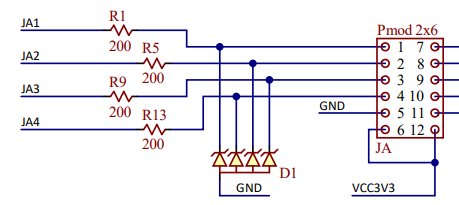 JA1 R1 Pmod 2x6
200 1 7
JA2 R5 2 8
200
JA3 R9 3 9
200 4 10
JA4 R13 GND 5 11
200 6 12
D1 JA
GND VCC3V3